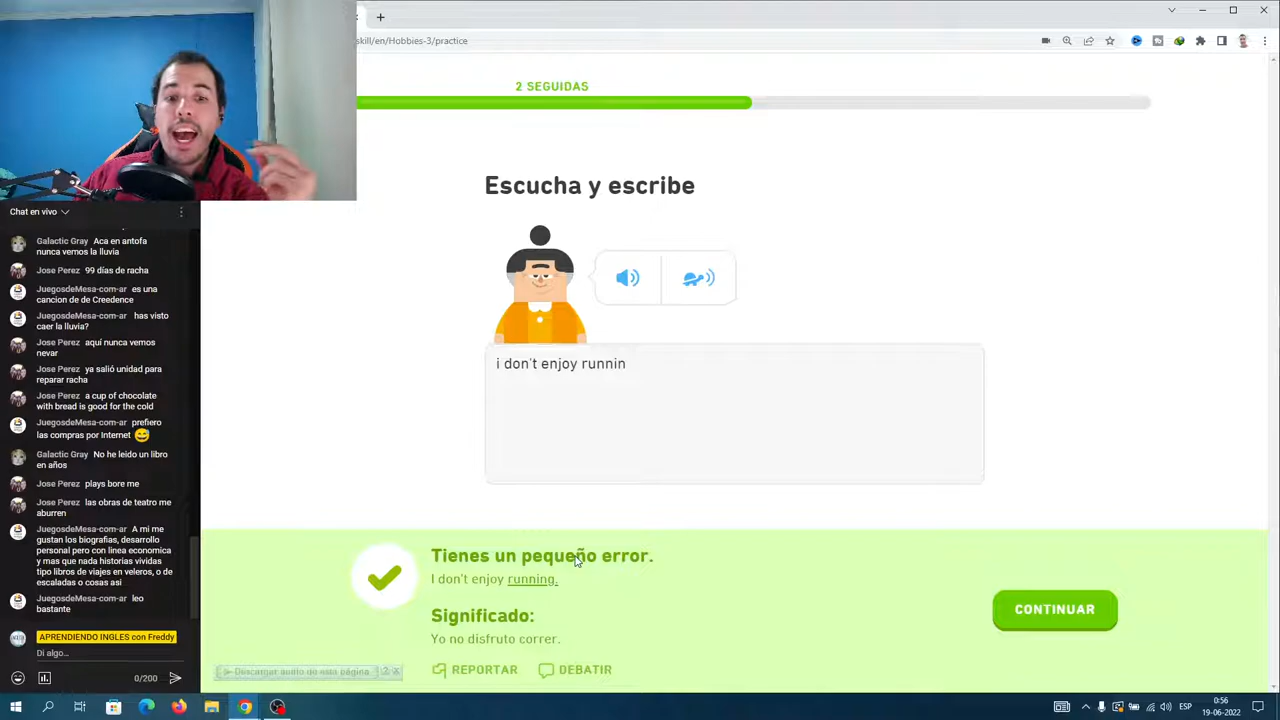 skill/en/Hobbies-3/practice
2 SEGUIDAS
Escucha y escribe
i don't enjoy runnin
Tienes un pequeño error.
I don't enjoy running.
Significado:
Yo no disfruto correr.
REPORTAR
DEBATIR
CONTINUAR
Descargar audio de esta página
Chat en vivo
Galactic Gray Aca en antofa
nunca vemos la lluvia
Jose Perez 99 días de racha
JuegosdeMesa-com-ar es una
cancion de de Creedence
JuegosdeMesa-com-ar has visto
caer la lluvia?
Jose Perez aquí nunca vemos
nevar
Jose Perez ya salió unidad para
reparar racha
Jose Perez a cup of chocolate
with bread is good for the cold
JuegosdeMesa-com-ar prefiero
las compras por Internet 😅
Galactic Gray No he leido un libro
en años
Jose Perez plays bore me
Jose Perez las obras de teatro me
aburren
JuegosdeMesa-com-ar A mi me
gustan los biografias, desarrollo
personal pero con linea economica
y mas que nada historias vividas
tipo libros de viajes en veleros, o de
escaladas o cosas asi
JuegosdeMesa-com-ar leo
bastante
APRENDIENDO INGLES con Freddy
Di algo…
0/200
ESP
0:56
19-06-2022